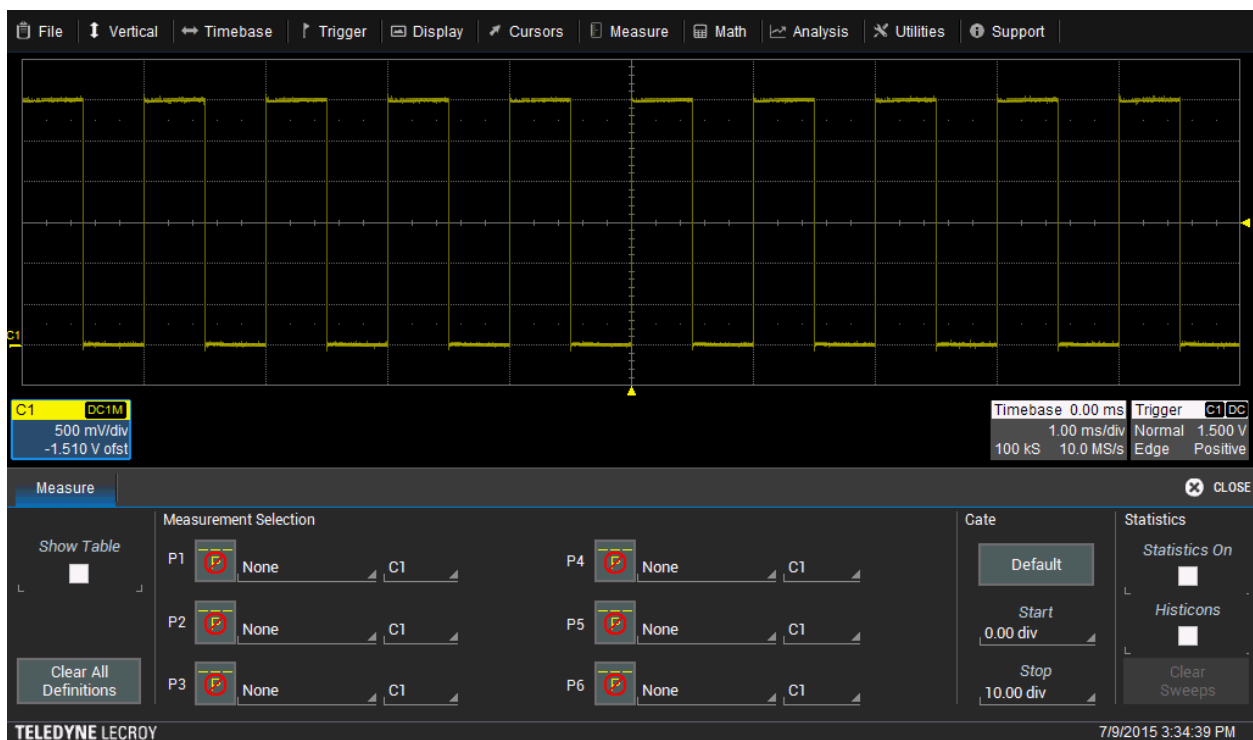 File Vertical Timebase Trigger Display Cursors Measure Math Analysis Utilities Support
C1
C1 DC1M
500 mV/div
-1.510 V ofst
Timebase 0.00 ms
1.00 ms/div
100 kS 10.0 MS/s
Trigger C1 DC
Normal 1.500 V
Edge Positive
Measure
CLOSE
Show Table
Clear All
Definitions
Measurement Selection
P1 P None C1
P2 P None C1
P3 P None C1
P4 P None C1
P5 P None C1
P6 P None C1
Gate
Default
Start
0.00 div
Stop
10.00 div
Statistics
Statistics On
Histicons
Clear
Sweeps
TELEDYNE LECROY
7/9/2015 3:34:39 PM